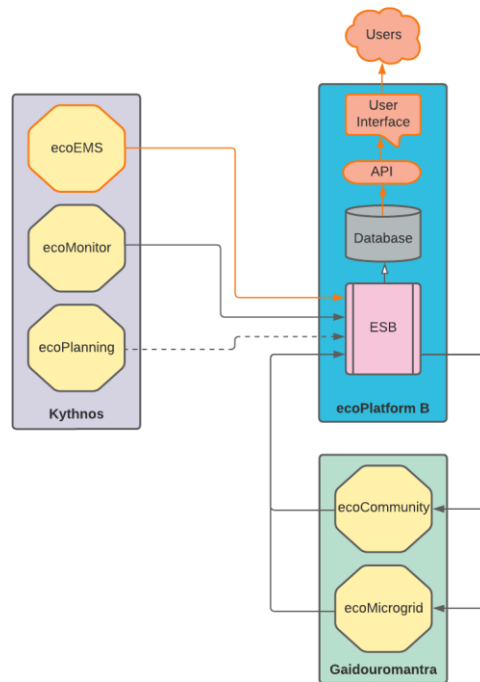 Users
User
Interface
API
Database
ESB
ecoPlatform B
ecoEMS
ecoMonitor
ecoPlanning
Kythnos
ecoCommunity
ecoMicrogrid
Gaidouromantra